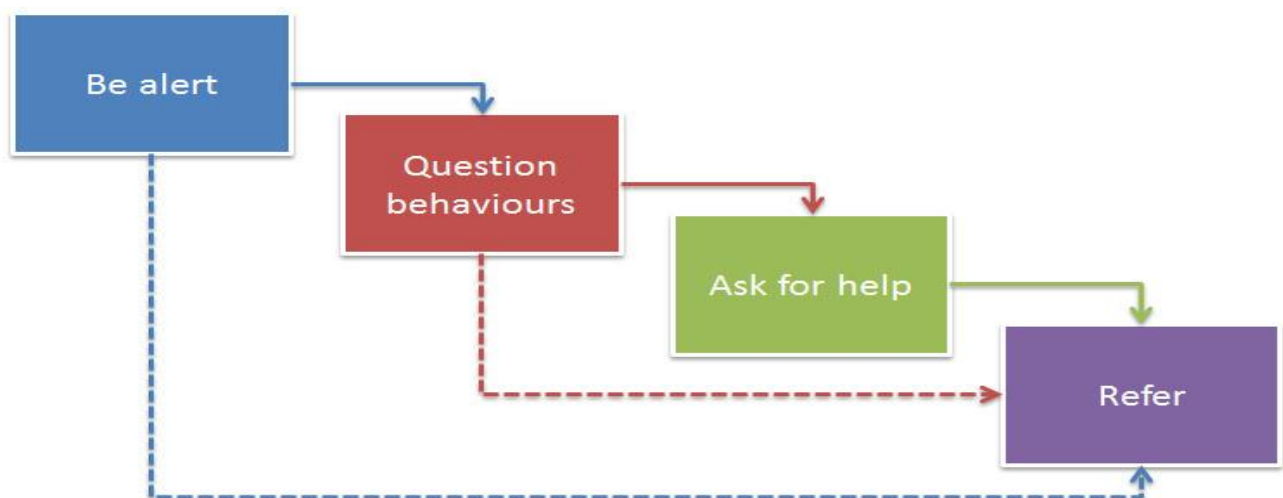 Be alert
Question
behaviours
Ask for help
Refer